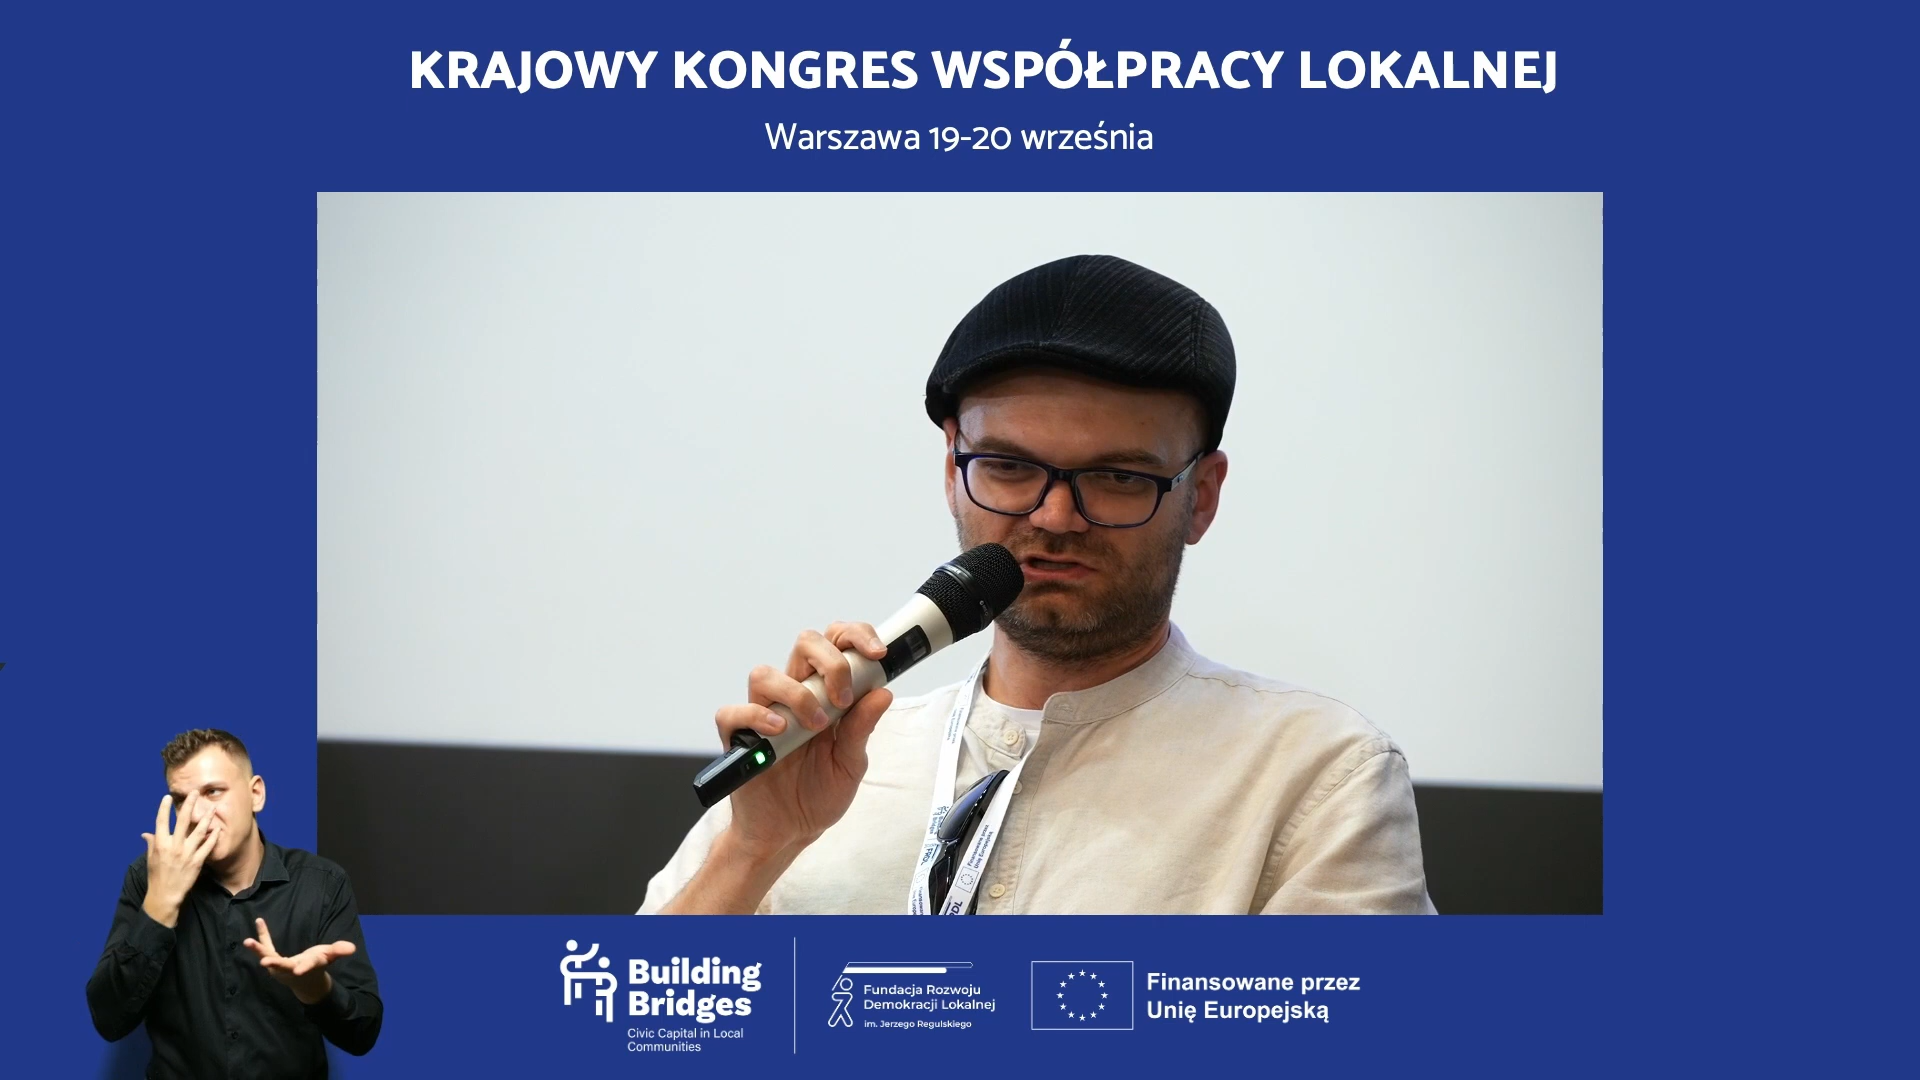 KRAJOWY KONGRES WSPÓŁPRACY LOKALNEJ
Warszawa 19-20 września
Building
Bridges
Civic Capital in Local
Communities
Fundacja Rozwoju
Demokracji Lokalnej
im. Jerzego Regulskiego
Finansowane przez
Unię Europejską